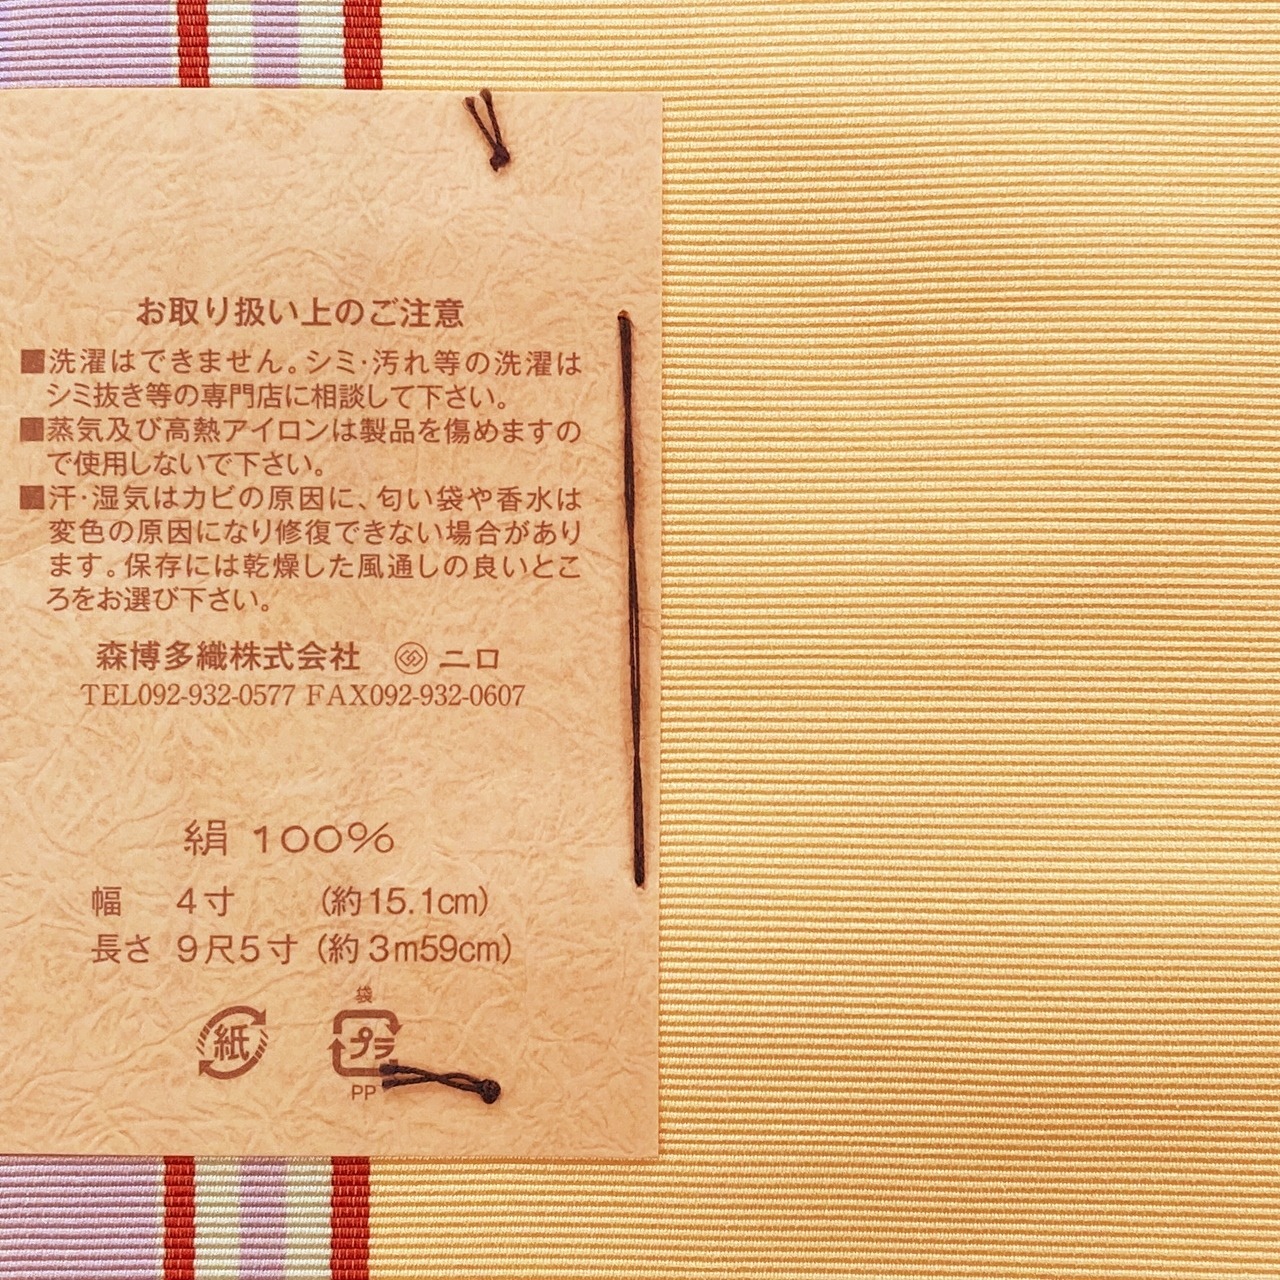 お取り扱い上のご注意
■洗濯はできません。シミ・汚れ等の洗濯は
シミ抜き等の専門店に相談して下さい。
■蒸気及び高熱アイロンは製品を傷めますの
で使用しないで下さい。
■汗・湿気はカビの原因に、匂い袋や香水は
変色の原因になり修復できない場合があり
ます。保存には乾燥した風通しの良いとこ
ろをお選び下さい。
森博多織株式会社 ニロ
TEL092-932-0577 FAX092-932-0607
絹 100%
幅 4寸 (約15.1cm)
長さ 9尺5寸 (約3m59cm)
袋
紙 プラ
PP